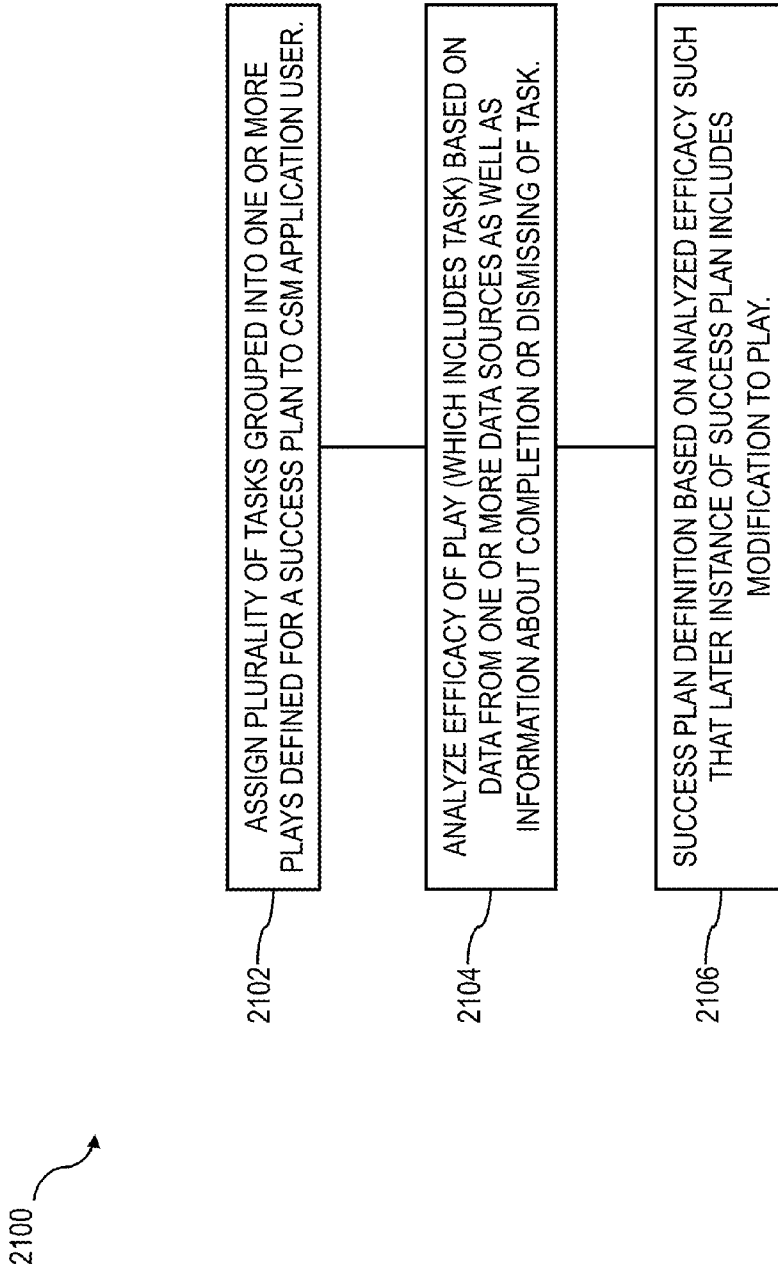 2100
2102
ASSIGN PLURALITY OF TASKS GROUPED INTO ONE OR MORE
PLAYS DEFINED FOR A SUCCESS PLAN TO CSM APPLICATION USER.
2104
ANALYZE EFFICACY OF PLAY (WHICH INCLUDES TASK) BASED ON
DATA FROM ONE OR MORE DATA SOURCES AS WELL AS
INFORMATION ABOUT COMPLETION OR DISMISSING OF TASK.
2106
SUCCESS PLAN DEFINITION BASED ON ANALYZED EFFICACY SUCH
THAT LATER INSTANCE OF SUCCESS PLAN INCLUDES
MODIFICATION TO PLAY.